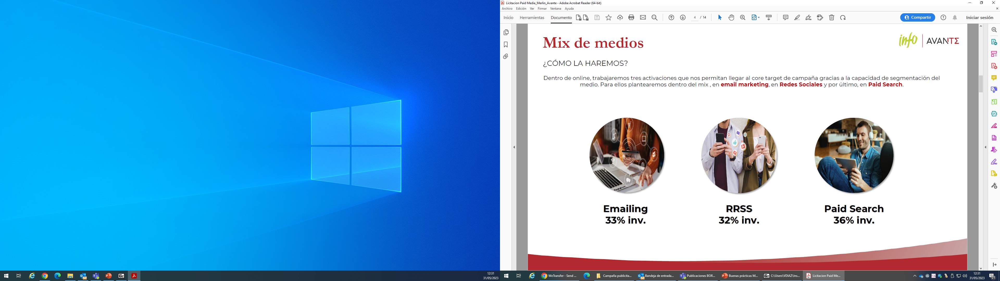 Licitacion Paid Media_Merlin_Avante - Adobe Acrobat Reader (64-bit)
Archivo Edición Ver Firmar Ventana Ayuda
Inicio Herramientas Documento 4 / 14 Compartir Iniciar sesión
Mix de medios
info AVANTΣ
¿CÓMO LA HAREMOS?
Dentro de online, trabajaremos tres activaciones que nos permitan llegar al core target de campaña gracias a la capacidad de segmentación del
medio. Para ellos plantearemos dentro del mix , en email marketing, en Redes Sociales y por último, en Paid Search.
Emailing RRSS Paid Search
33% inv. 32% inv. 36% inv.
12:31
31/05/2023
WeTransfer - Send ... Campaña publicita... Bandeja de entrada... Publicaciones BOR... Buenas prácticas M... C:\Users\VDIAZ\Ins... Licitacion Paid Me...
12:31
31/05/2023
21